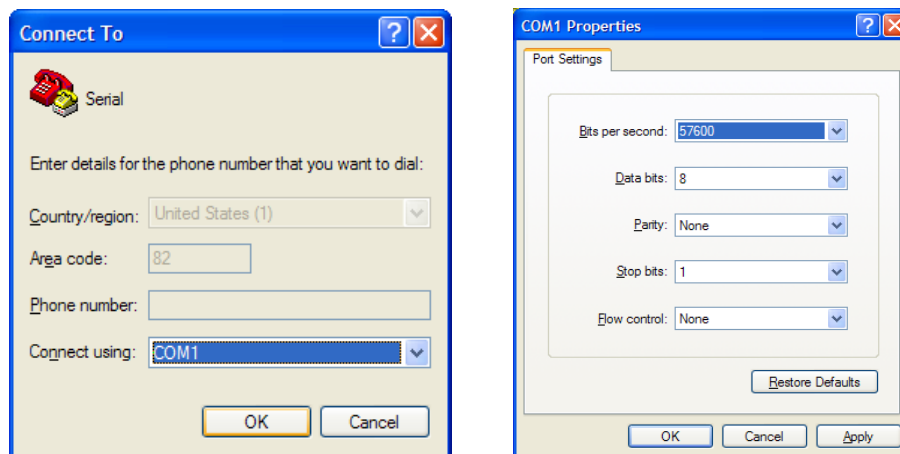 Connect To
Serial
Enter details for the phone number that you want to dial:
Country/region: United States (1)
Area code: 82
Phone number:
Connect using: COM1
OK Cancel
COM1 Properties
Port Settings
Bits per second: 57600
Data bits: 8
Parity: None
Stop bits: 1
Flow control: None
Restore Defaults
OK Cancel Apply